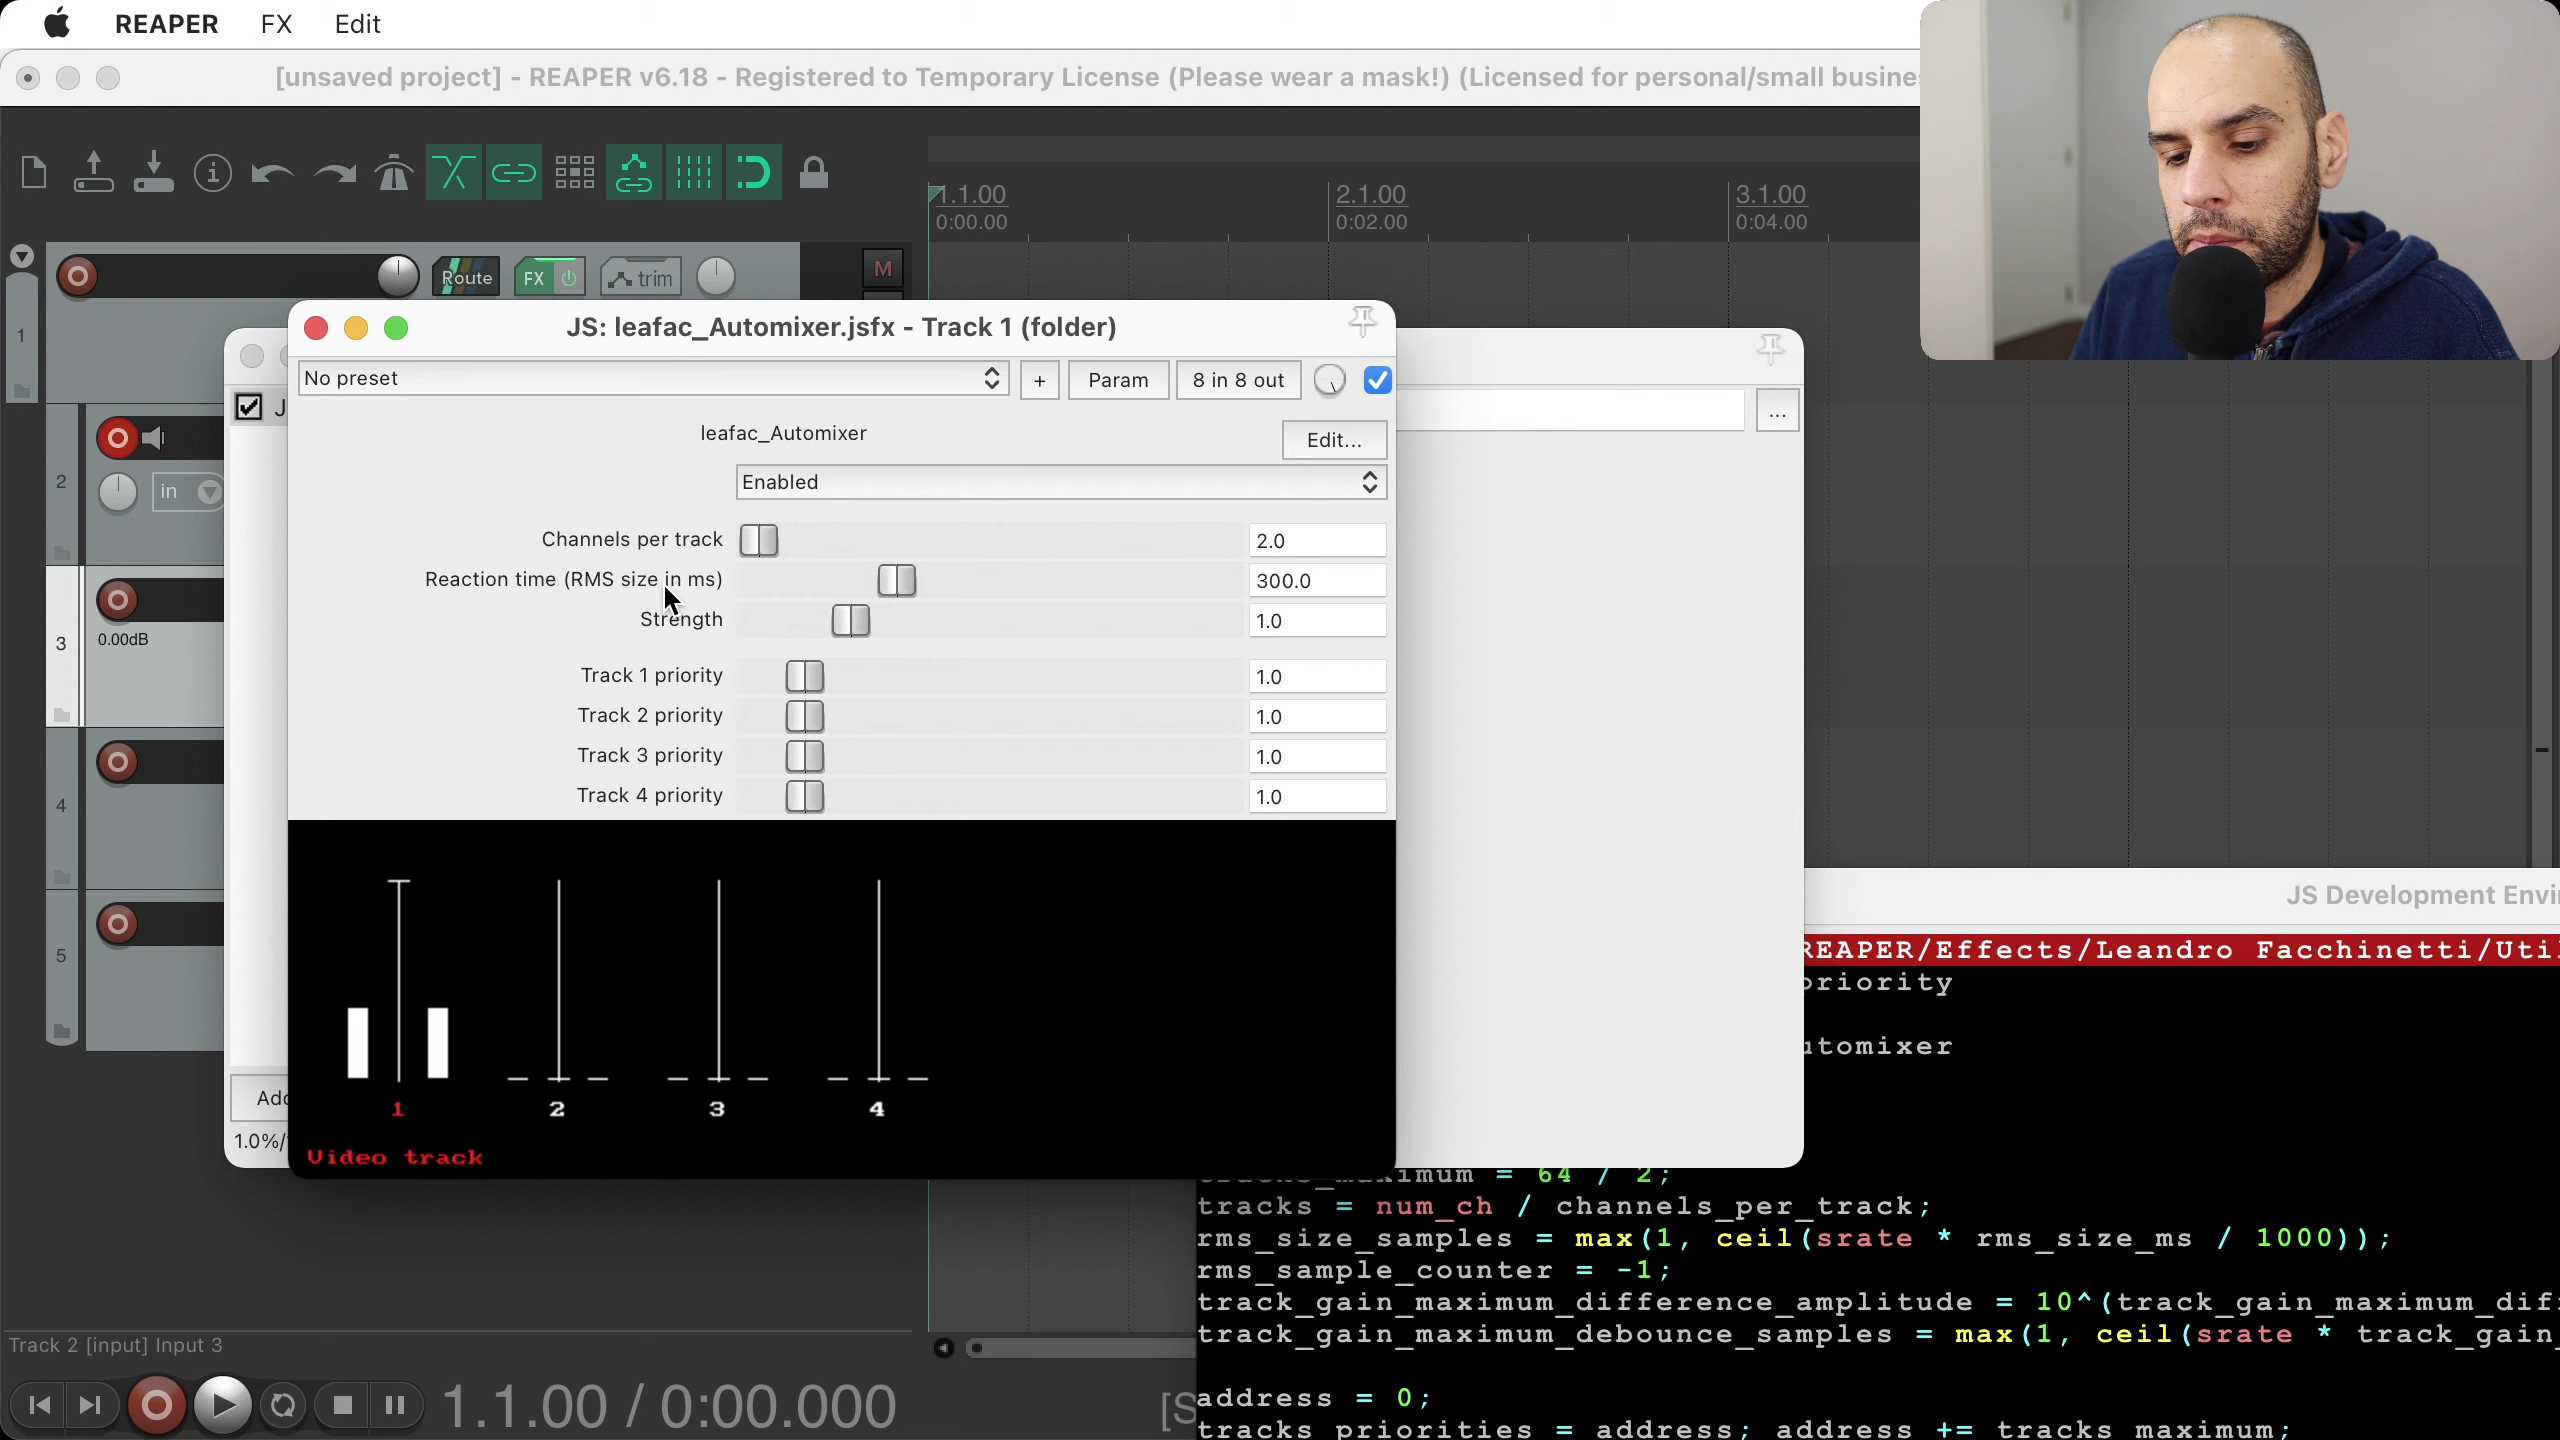 REAPER FX Edit
[unsaved project] - REAPER v6.18 - Registered to Temporary License (Please wear a mask!) (Licensed for personal/small
1.1.00 2.1.00 3.1.00
0:00.00 0:02.00 0:04.00
Route FX trim M
1
JS: leafac_Automixer.jsfx - Track 1 (folder)
No preset + Param 8 in 8 out
J ...
leafac_Automixer Edit...
2
in
Enabled
Channels per track 2.0
Reaction time (RMS size in ms) 300.0
Strength 1.0
3
0.00dB
Track 1 priority 1.0
Track 2 priority 1.0
Track 3 priority 1.0
Track 4 priority 1.0
4
5
JS Development
REAPER/Effects/Leandro Facchinetti/
priority
1 2 3 4
Video track
1.0%/
= 64 / 2;
tracks = num_ch / channels_per_track;
rms_size_samples = max(1, ceil(srate * rms_size_ms / 1000));
rms_sample_counter = -1;
track_gain_maximum_difference_amplitude = 10^(track_gain_maximum_
track_gain_maximum_debounce_samples = max(1, ceil(srate * track_gain_
address = 0;
tracks_priorities = address; address += tracks_maximum;
Track 2 [input] Input 3
1.1.00 / 0:00.000 [S